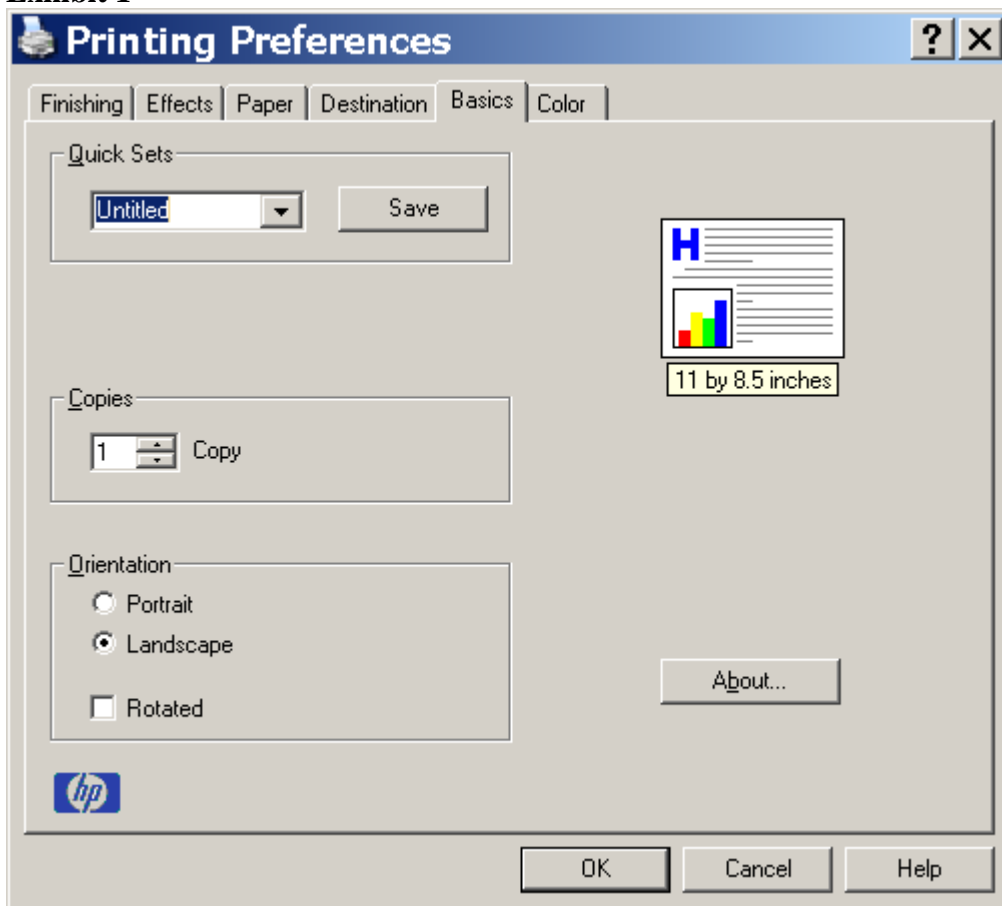 Printing Preferences
Finishing Effects Paper Destination Basics Color
Quick Sets
Untitled Save
H
11 by 8.5 inches
Copies
1 Copy
Orientation
Portrait
Landscape
Rotated
About...
hp
OK Cancel Help